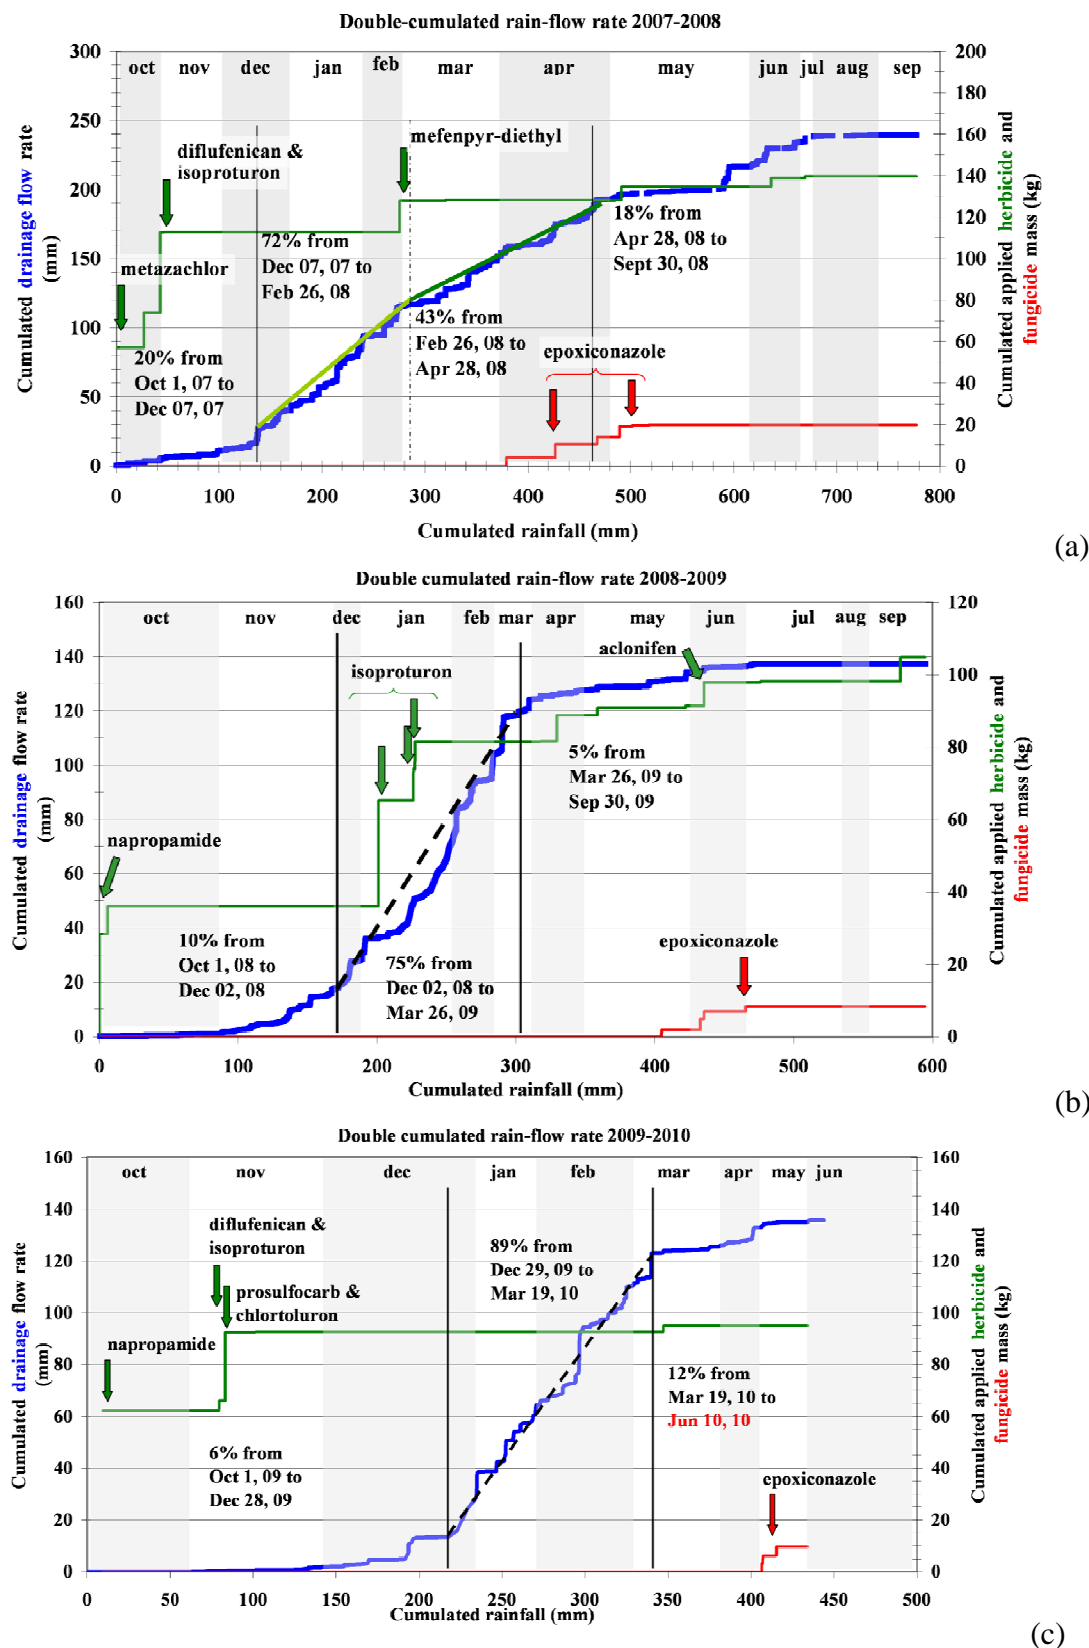 Double-cumulated rain-flow rate 2007-2008
300 200
oct nov dec jan feb mar apr may jun jul aug sep
180
250 160
mefenpyr-diethyl
diflufenican &
isoproturon
140
200 120
18% from
Apr 28, 08 to
Sept 30, 08
72% from
Dec 07, 07 to
Feb 26, 08
metazachlor
150 100
80
43% from
Feb 26, 08 to
Apr 28, 08
100 60
epoxiconazole
20% from
Oct 1, 07 to
Dec 07, 07
50 40
20
0 0
0 100 200 300 400 500 600 700 800
Cumulated rainfall (mm)
Cumulated drainage flow rate
(mm)
Cumulated applied herbicide and
fungicide mass (kg)
(a)
Double cumulated rain-flow rate 2008-2009
160 120
oct nov dec jan feb mar apr may jun jul aug sep
140 100
aclonifen
isoproturon
120
5% from
Mar 26, 09 to
Sep 30, 09
100 80
80 60
napropamide
60
40 40
10% from
Oct 1, 08 to
Dec 02, 08
75% from
Dec 02, 08 to
Mar 26, 09
epoxiconazole
20 20
0 0
0 100 200 300 400 500 600
Cumulated rainfall (mm)
Cumulated drainage flow rate
(mm)
Cumulated applied herbicide and
fungicide mass (kg)
(b)
Double cumulated rain-flow rate 2009-2010
160 160
oct nov dec jan feb mar apr may jun
140 140
diflufenican &
isoproturon
89% from
Dec 29, 09 to
Mar 19, 10
120 120
prosulfocarb &
chlortoluron
100 100
napropamide
80 80
12% from
Mar 19, 10 to
Jun 10, 10
60 60
6% from
Oct 1, 09 to
Dec 28, 09
40 40
epoxiconazole
20 20
0 0
0 50 100 150 200 250 300 350 400 450 500
Cumulated rainfall (mm)
Cumulated drainage flow rate
(mm)
Cumulated applied herbicide and
fungicide mass (kg)
(c)